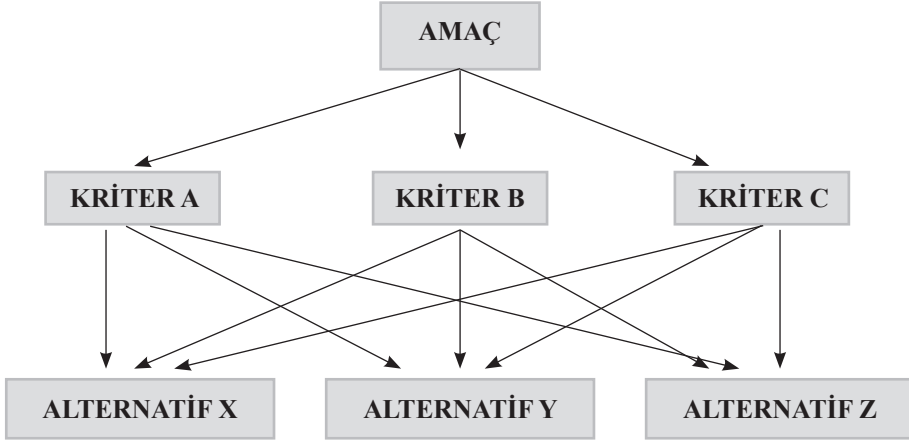 AMAÇ
KRİTER A
KRİTER B
KRİTER C
ALTERNATİF X
ALTERNATİF Y
ALTERNATİF Z